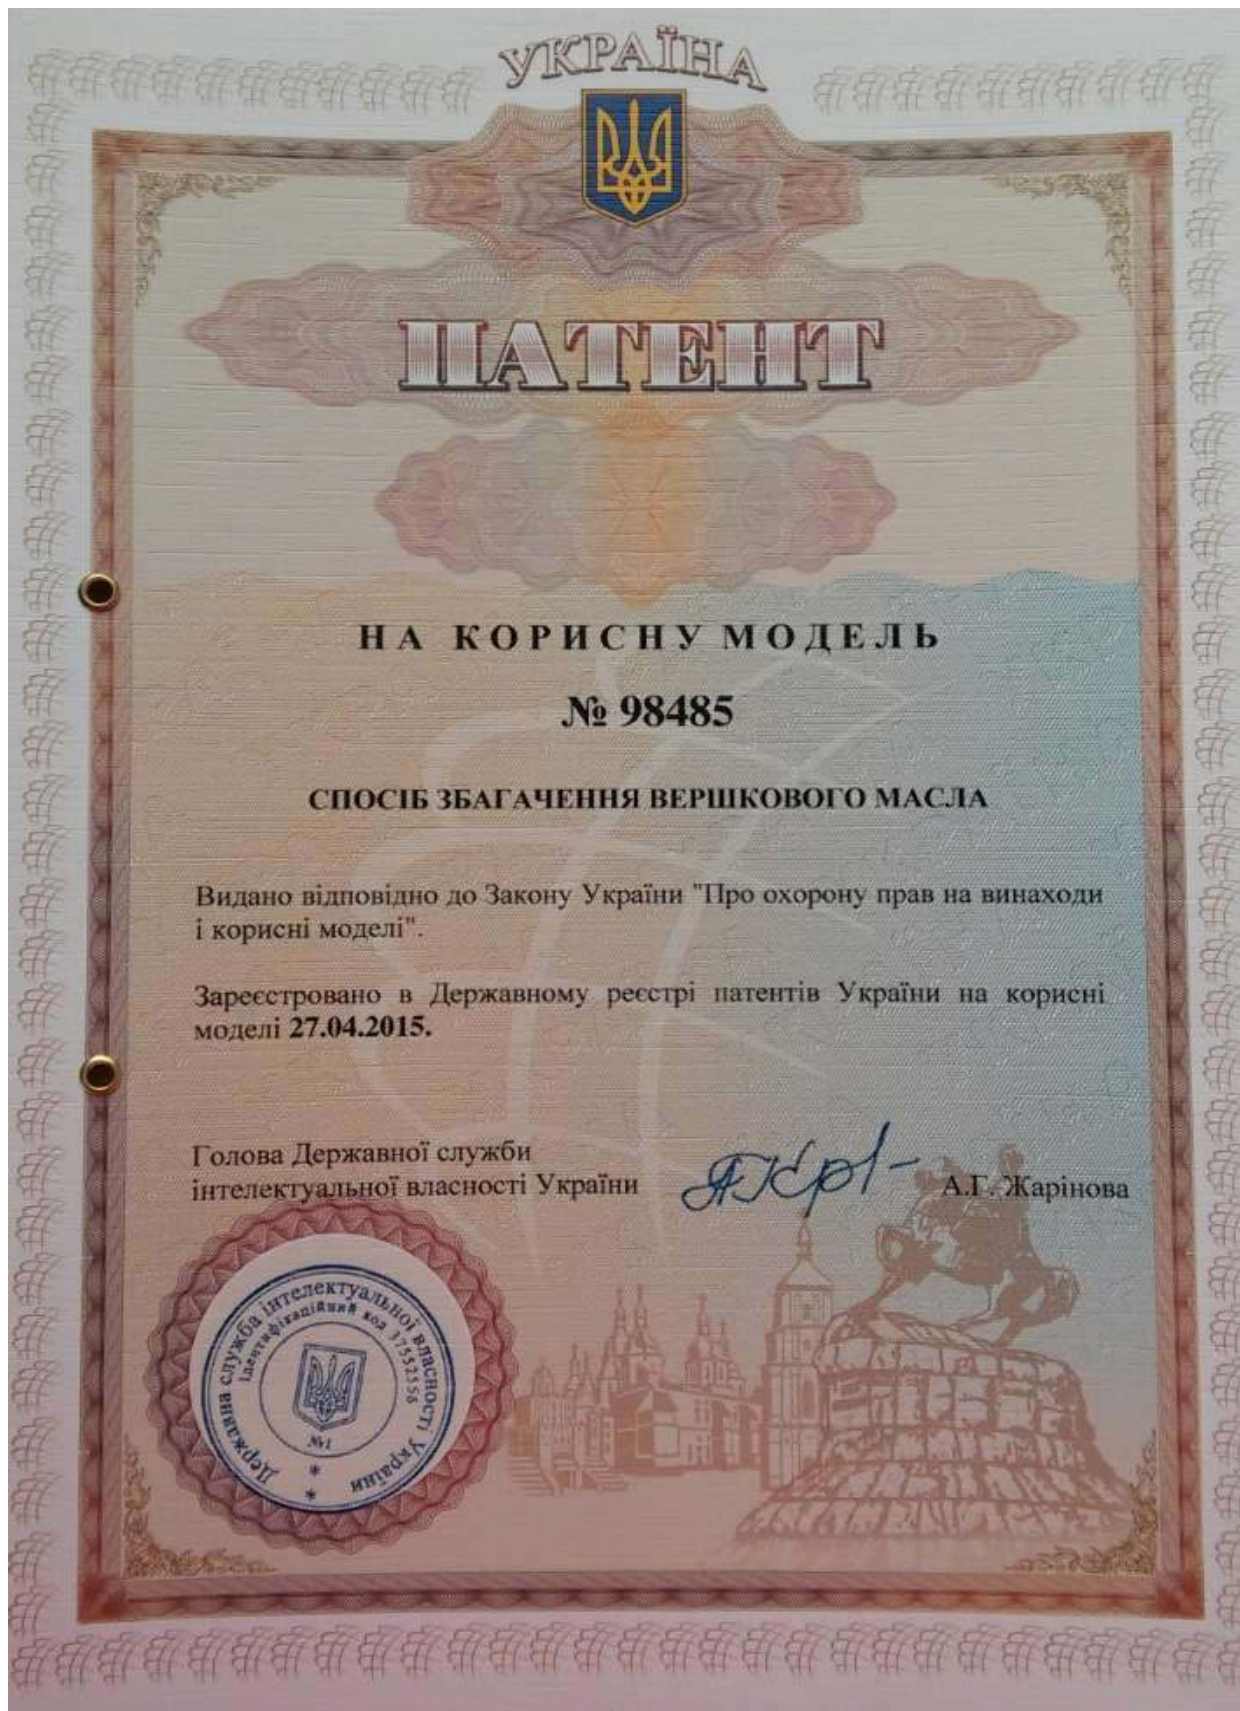 УКРАЇНА
ПАТЕНТ
НА КОРИСНУ МОДЕЛЬ
№ 98485
СПОСІБ ЗБАГАЧЕННЯ ВЕРШКОВОГО МАСЛА
Видано відповідно до Закону України "Про охорону прав на винаходи
і корисні моделі".
Зареєстровано в Державному реєстрі патентів України на корисні
моделі 27.04.2015.
Голова Державної служби
інтелектуальної власності України
А.Г. Жарінова
Державна служба інтелектуальної власності України
Ідентифікаційний код 37552556
№1